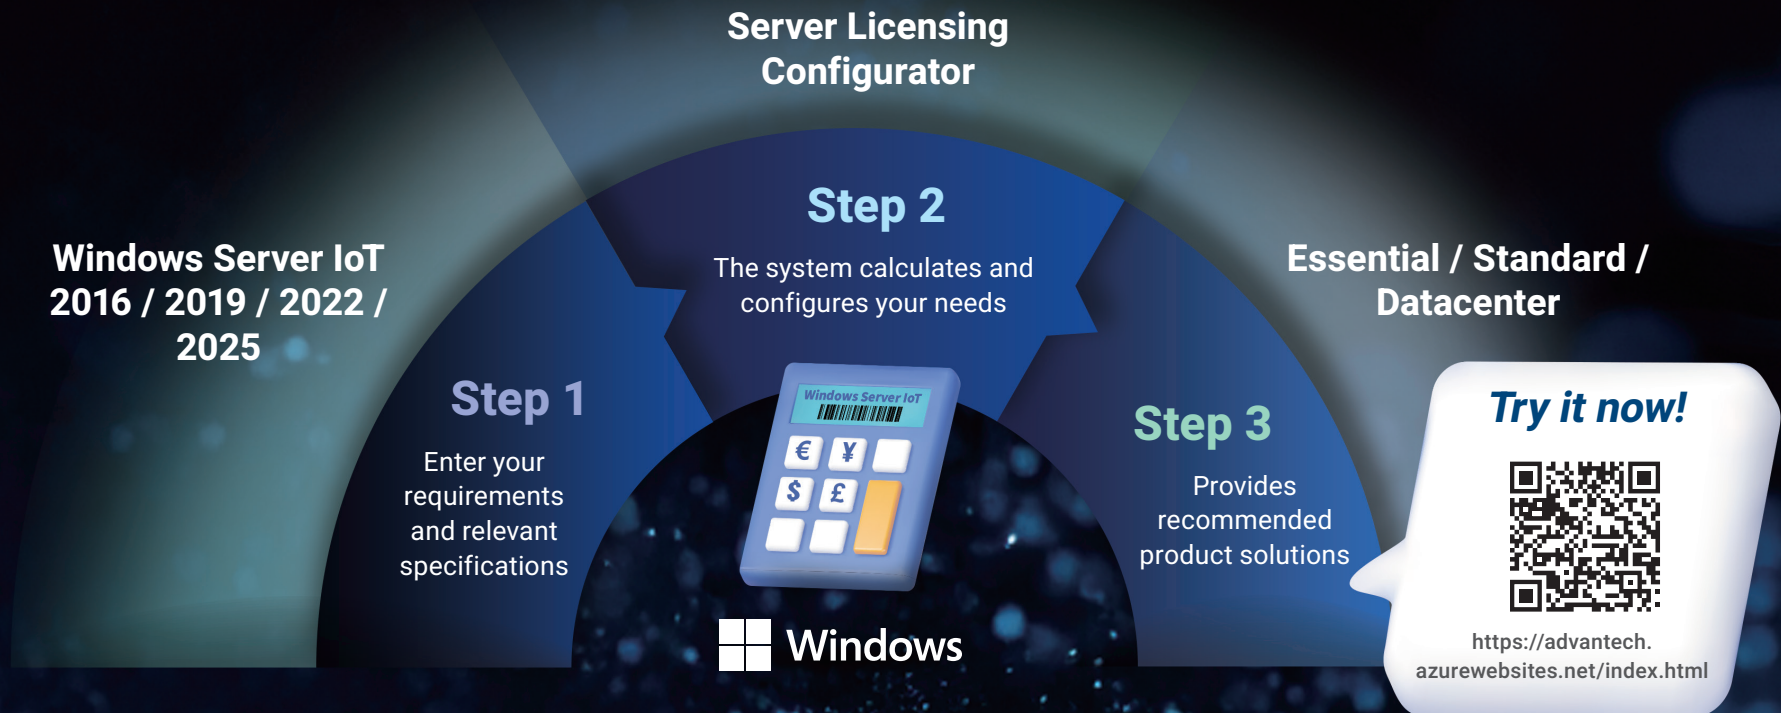 Server Licensing
Configurator
Windows Server IoT
2016 / 2019 / 2022 /
2025
Step 1
Enter your
requirements
and relevant
specifications
Step 2
The system calculates and
configures your needs
Windows Server IoT
€ ¥
$ £
Windows
Essential / Standard /
Datacenter
Step 3
Provides
recommended
product solutions
Try it now!
https://advantech.
azurewebsites.net/index.html